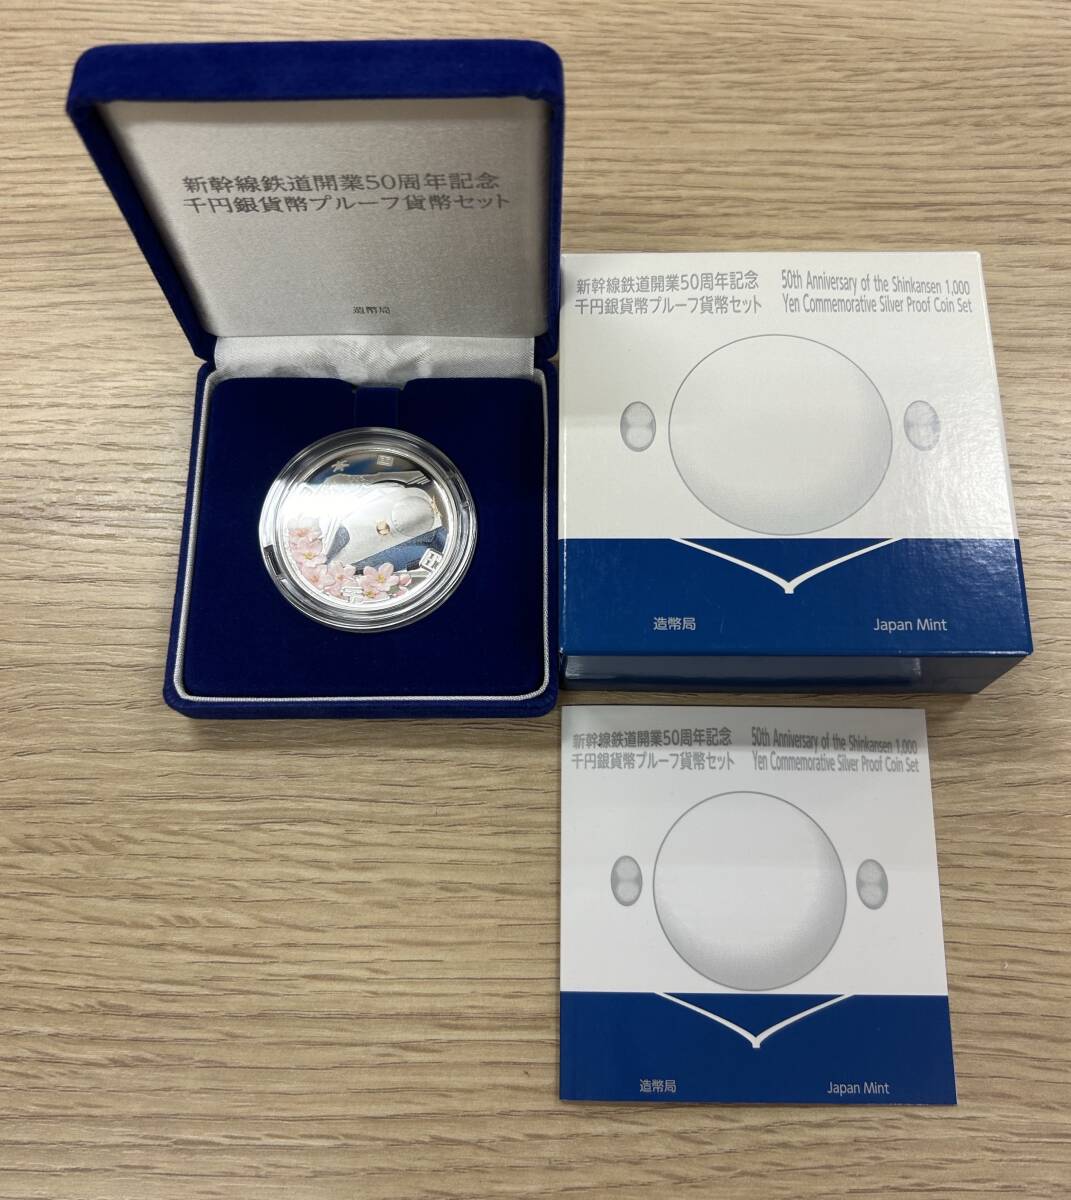 新幹線鉄道開業50周年記念
千円銀貨幣プルーフ貨幣セット
造幣局
新幹線鉄道開業50周年記念
千円銀貨幣プルーフ貨幣セット
50th Anniversary of the Shinkansen 1,000
Yen Commemorative Silver Proof Coin Set
造幣局
Japan Mint
新幹線鉄道開業50周年記念
千円銀貨幣プルーフ貨幣セット
50th Anniversary of the Shinkansen 1,000
Yen Commemorative Silver Proof Coin Set
造幣局
Japan Mint